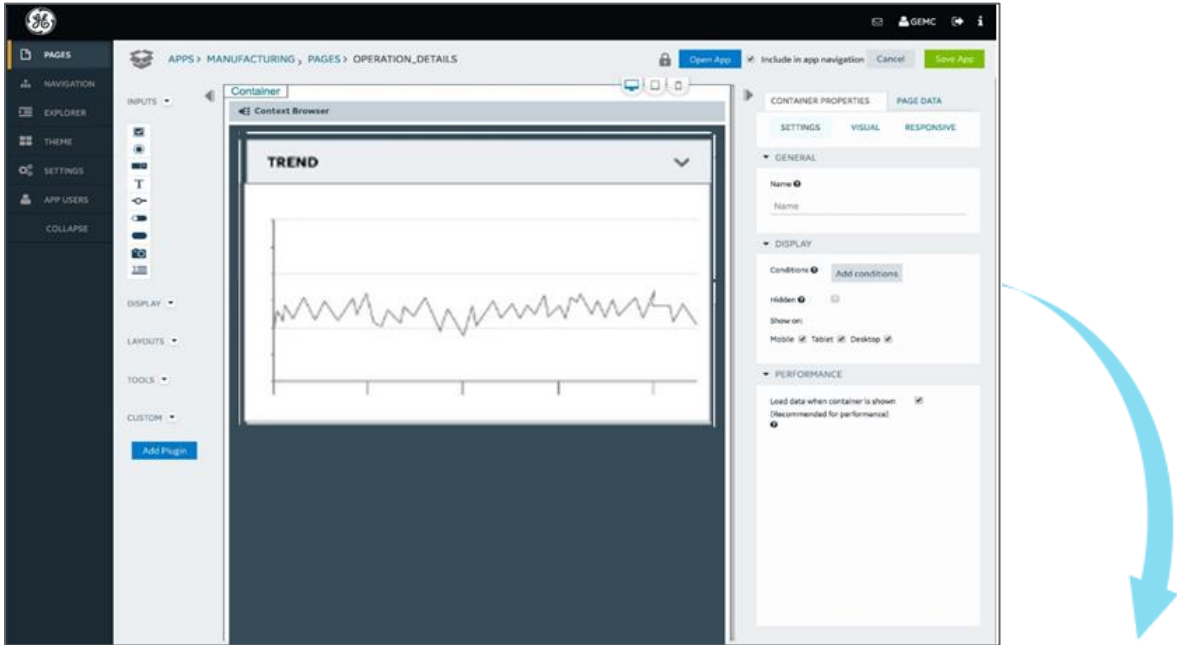 GEMC
PAGES
APPS > MANUFACTURING , PAGES > OPERATION_DETAILS
Open App
Include in app navigation
Cancel
Save App
NAVIGATION
EXPLORER
THEME
SETTINGS
APP USERS
COLLAPSE
INPUTS
DISPLAY
LAYOUTS
TOOLS
CUSTOM
Add Plugin
Container
Context Browser
TREND
CONTAINER PROPERTIES
PAGE DATA
SETTINGS
VISUAL
RESPONSIVE
GENERAL
Name
Name
DISPLAY
Conditions
Add conditions
Hidden
Show on:
Mobile Tablet Desktop
PERFORMANCE
Load data when container is shown
(Recommended for performance)